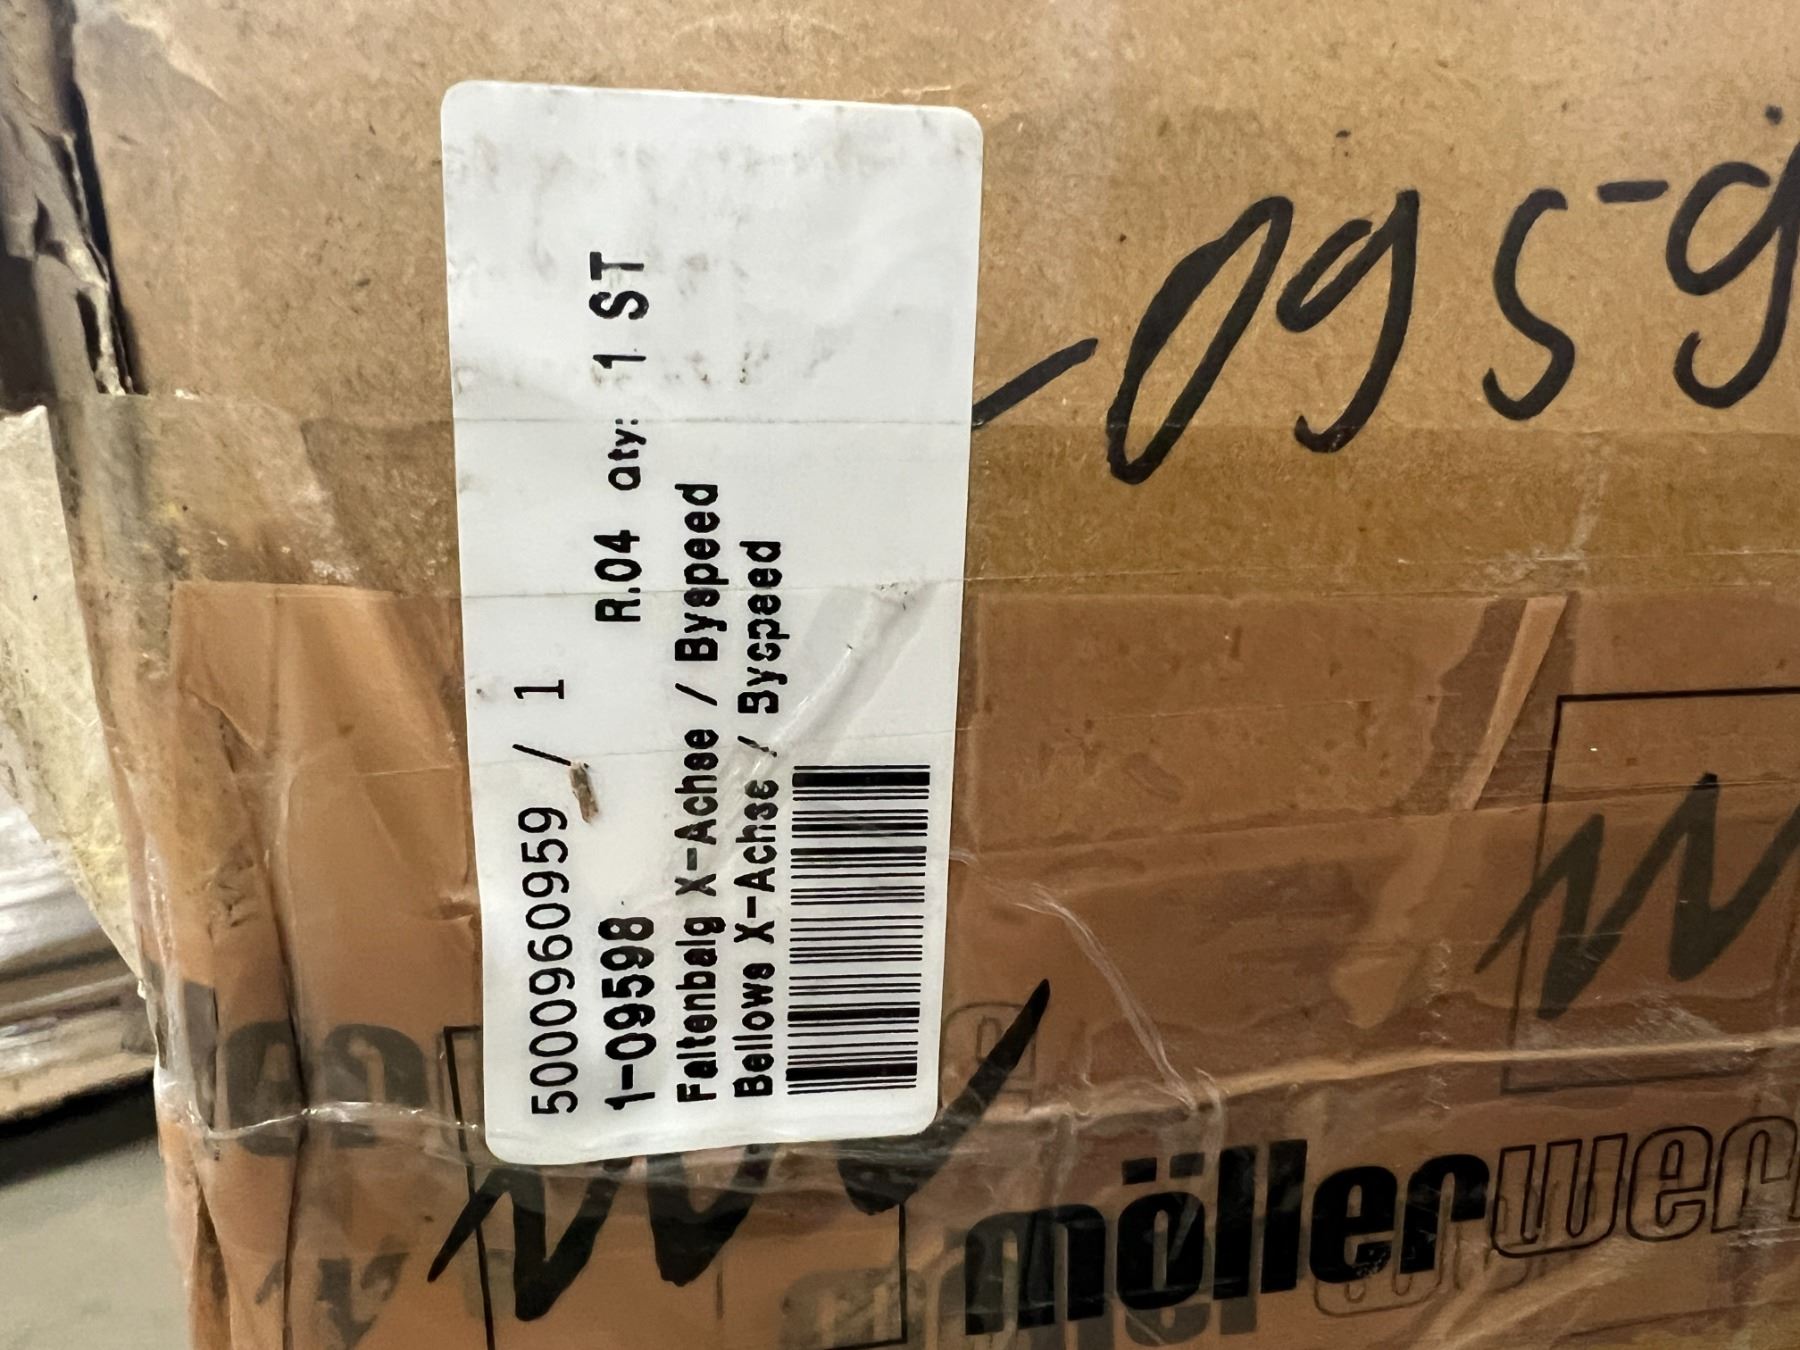 5000960959 / 1
1-09598 R.04 Qty: 1 ST
Faltenbalg X-Achse / Byspeed
Bellows X-Achse / Byspeed
-095-9
möllerwer